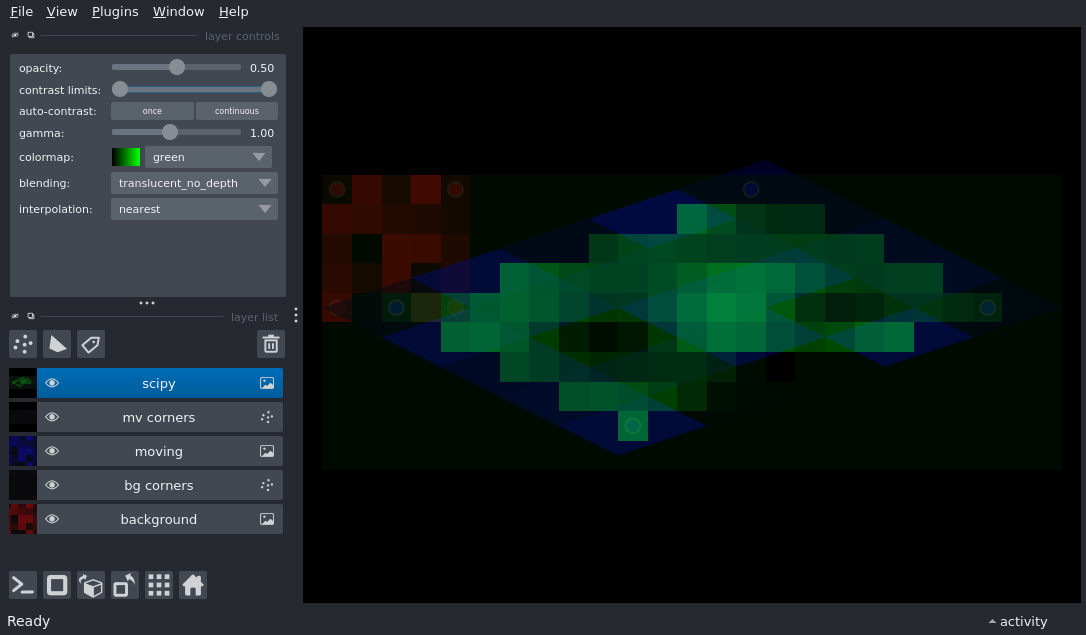 File View Plugins Window Help
layer controls
opacity: 0.50
contrast limits:
auto-contrast: once continuous
gamma: 1.00
colormap: green
blending: translucent_no_depth
interpolation: nearest
layer list
scipy
mv corners
moving
bg corners
background
Ready activity